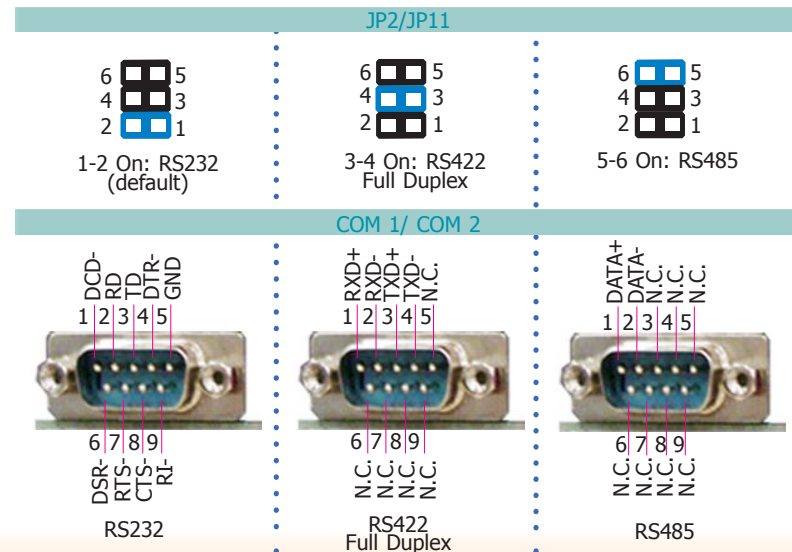 JP2/JP11
6 5
4 3
2 1
1-2 On: RS232
(default)
6 5
4 3
2 1
3-4 On: RS422
Full Duplex
6 5
4 3
2 1
5-6 On: RS485
COM 1/ COM 2
DCD-
RD
TD
DTR-
GND
1 2 3 4 5
6 7 8 9
DSR-
RTS-
CTS-
RI-
RS232
RXD+
RXD-
TXD+
TXD-
N.C.
1 2 3 4 5
6 7 8 9
N.C.
N.C.
N.C.
N.C.
RS422
Full Duplex
DATA+
DATA-
N.C.
N.C.
N.C.
1 2 3 4 5
6 7 8 9
N.C.
N.C.
N.C.
N.C.
RS485